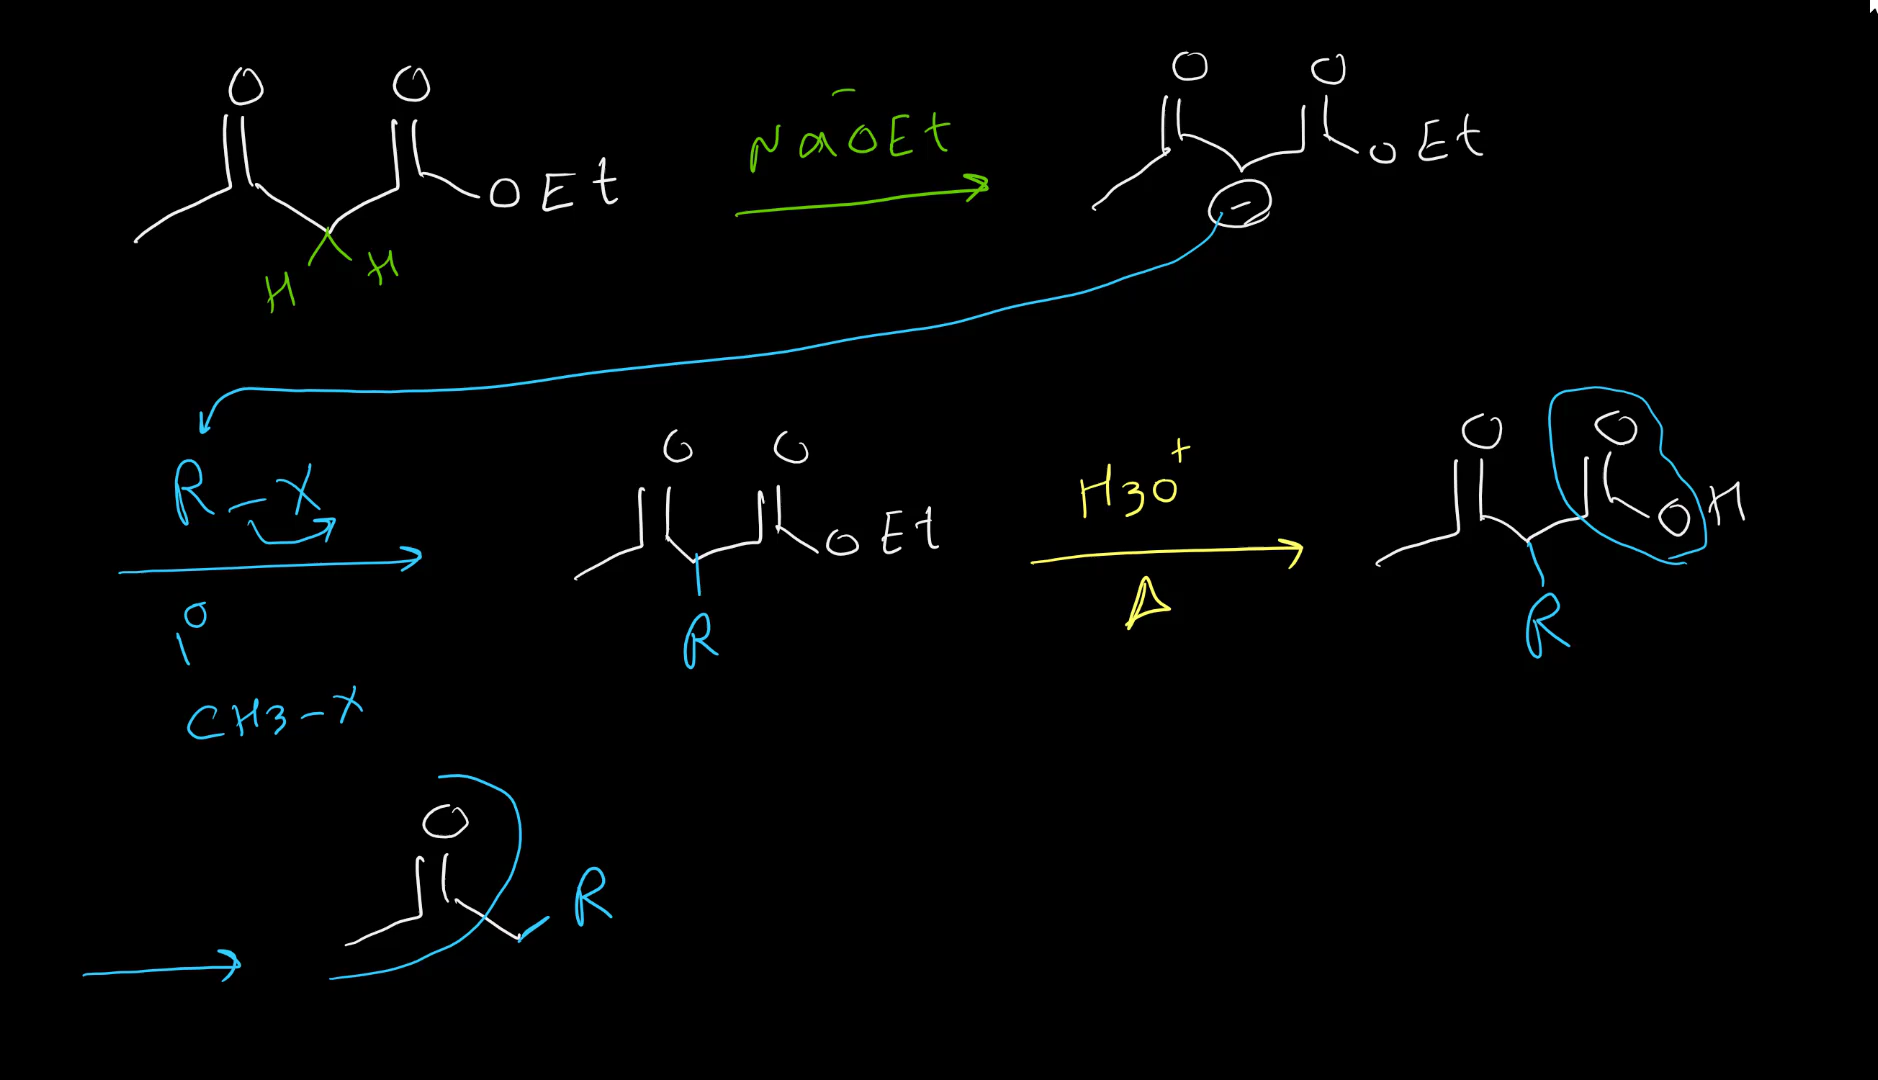 O O O O
NaOEt
OEt OEt
H H
R-X O O H3O+ O O
OEt OH
Δ
1° R R
CH3-X
O
R